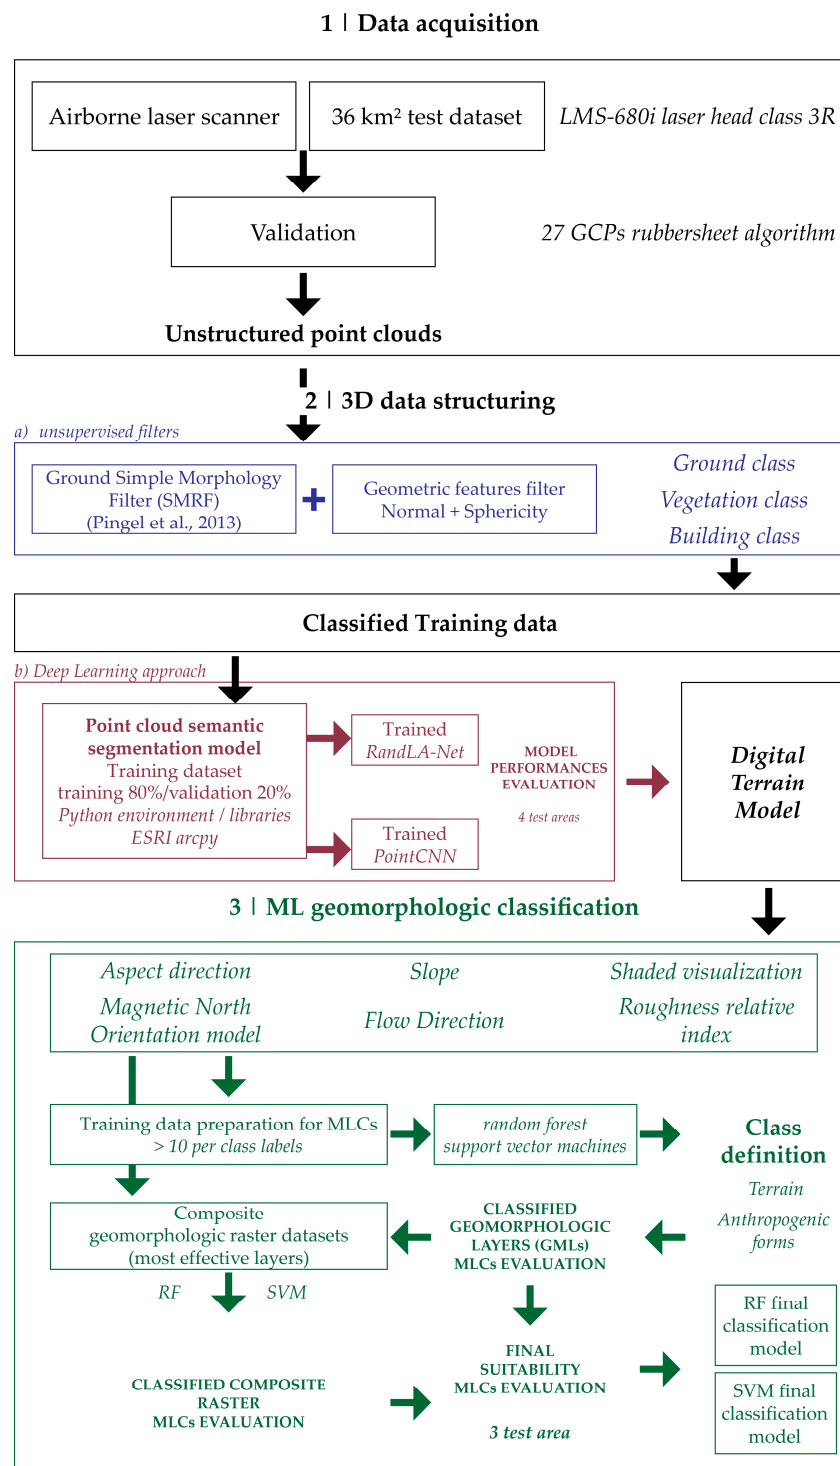 1 | Data acquisition
Airborne laser scanner
36 km² test dataset
LMS-680i laser head class 3R
Validation
27 GCPs rubbersheet algorithm
Unstructured point clouds
2 | 3D data structuring
a) unsupervised filters
Ground Simple Morphology
Filter (SMRF)
(Pingel et al., 2013)
+
Geometric features filter
Normal + Sphericity
Ground class
Vegetation class
Building class
Classified Training data
b) Deep Learning approach
Point cloud semantic
segmentation model
Training dataset
training 80%/validation 20%
Python environment / libraries
ESRI arcpy
Trained
RandLA-Net
Trained
PointCNN
MODEL
PERFORMANCES
EVALUATION
4 test areas
Digital
Terrain
Model
3 | ML geomorphologic classification
Aspect direction
Slope
Shaded visualization
Magnetic North
Orientation model
Flow Direction
Roughness relative
index
Training data preparation for MLCs
> 10 per class labels
random forest
support vector machines
Class
definition
Terrain
Anthropogenic
forms
Composite
geomorphologic raster datasets
(most effective layers)
CLASSIFIED
GEOMORPHOLOGIC
LAYERS (GMLs)
MLCs EVALUATION
RF
SVM
CLASSIFIED COMPOSITE
RASTER
MLCs EVALUATION
FINAL
SUITABILITY
MLCs EVALUATION
3 test area
RF final
classification
model
SVM final
classification
model